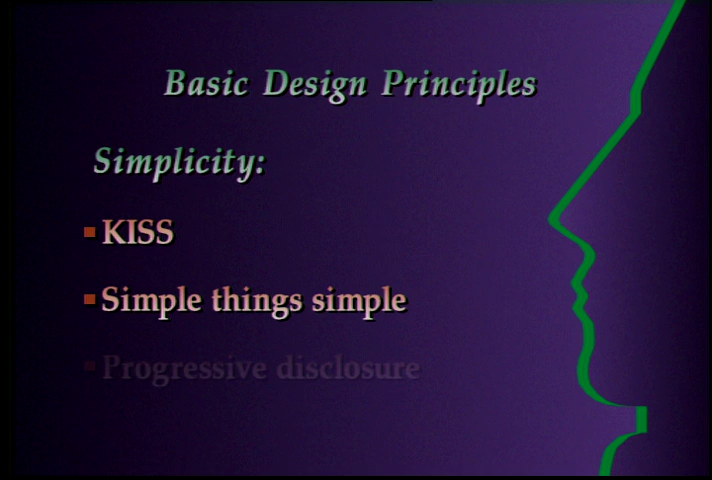 Basic Design Principles
Simplicity:
KISS
Simple things simple
Progressive disclosure